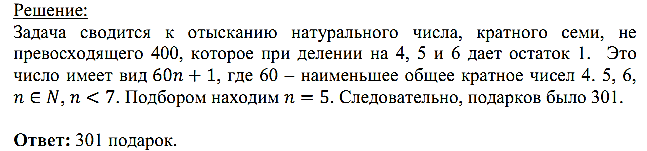 Решение:
Задача сводится к отысканию натурального числа, кратного семи, не
превосходящего 400, которое при делении на 4, 5 и 6 дает остаток 1. Это
число имеет вид 60n + 1, где 60 – наименьшее общее кратное чисел 4. 5, 6,
n ∈ N, n < 7. Подбором находим n = 5. Следовательно, подарков было 301.
Ответ: 301 подарок.